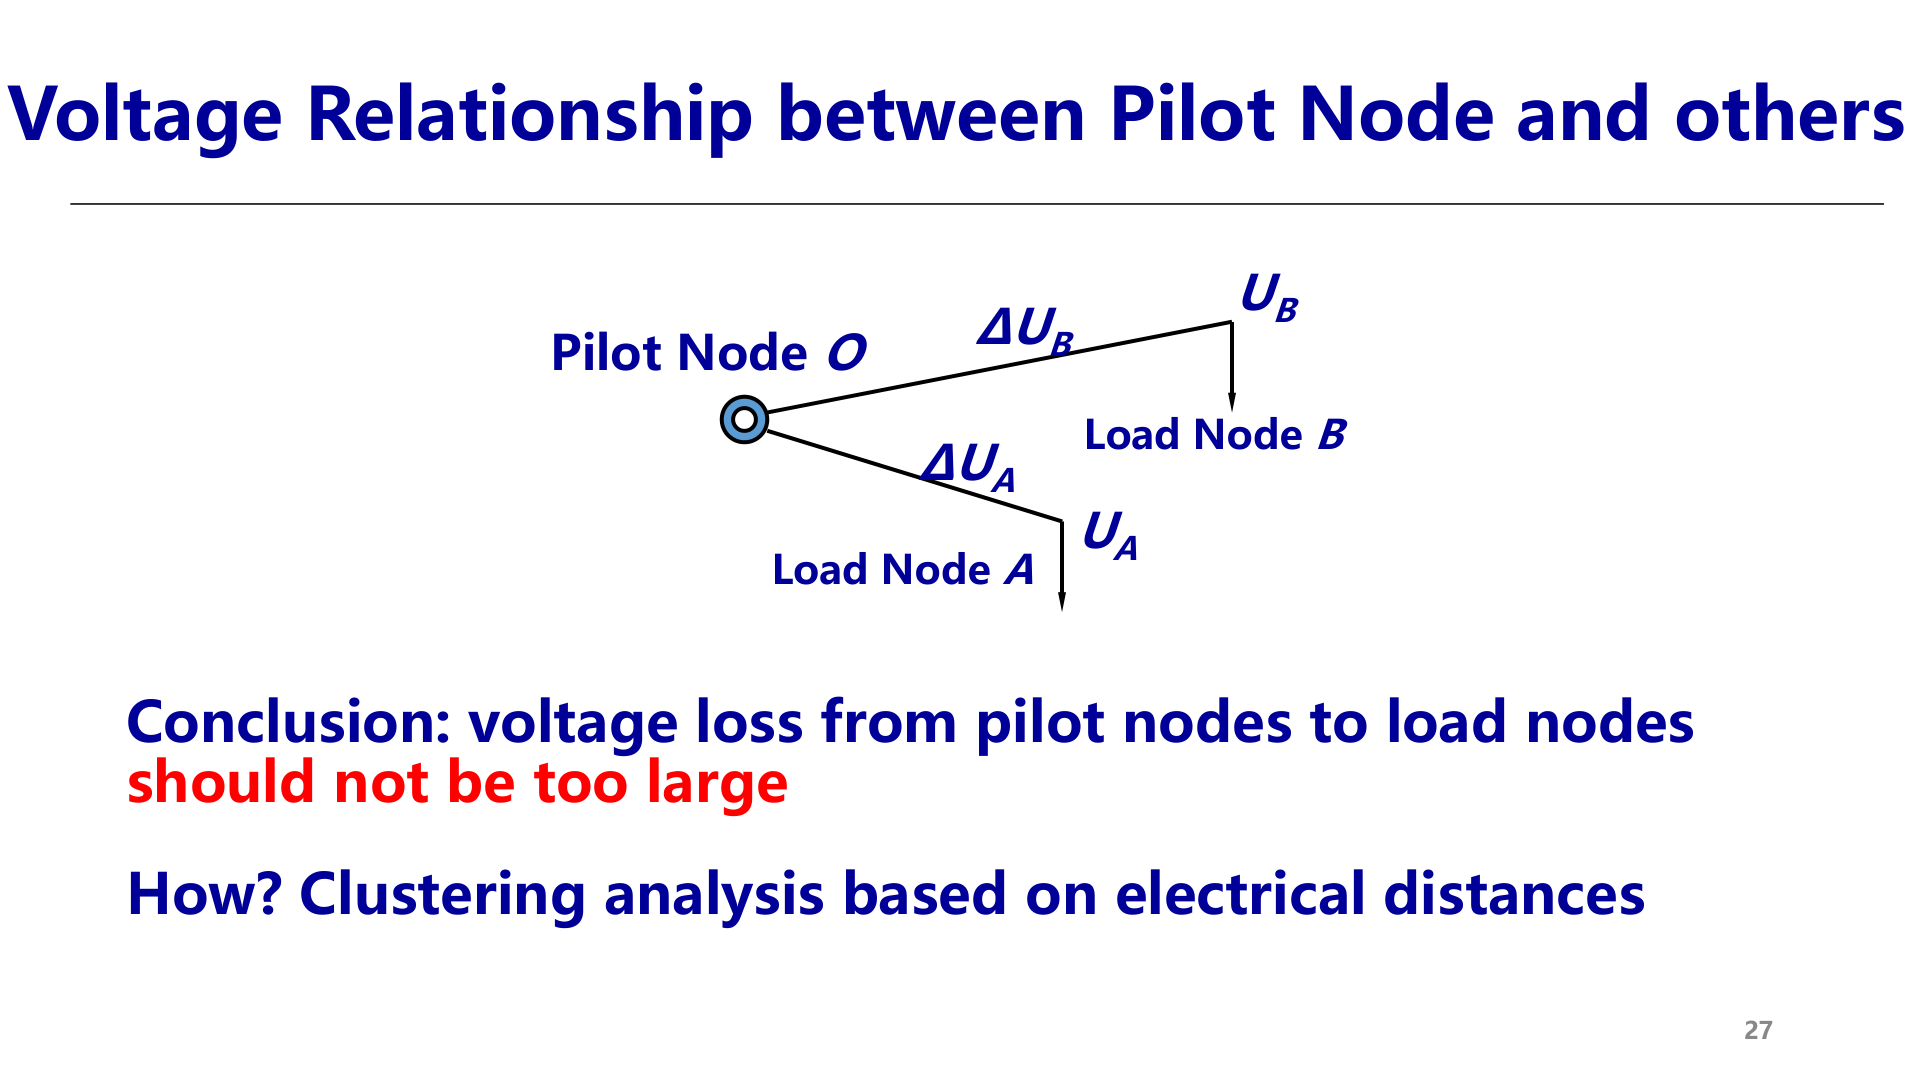 Voltage Relationship between Pilot Node and others
U_B
ΔU_B
Pilot Node O
Load Node B
ΔU_A
U_A
Load Node A
Conclusion: voltage loss from pilot nodes to load nodes
should not be too large
How? Clustering analysis based on electrical distances
27